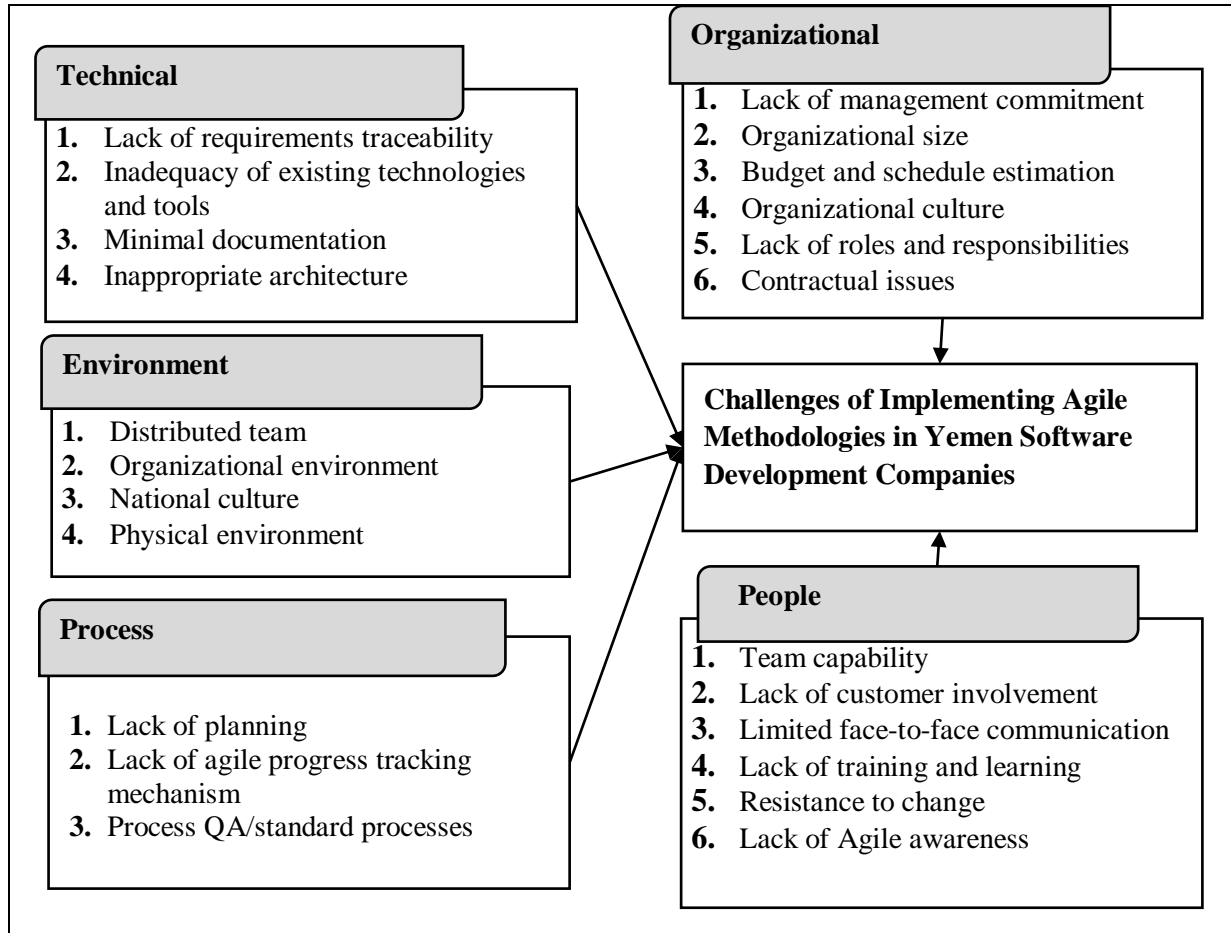 Technical
1. Lack of requirements traceability
2. Inadequacy of existing technologies
and tools
3. Minimal documentation
4. Inappropriate architecture
Environment
1. Distributed team
2. Organizational environment
3. National culture
4. Physical environment
Process
1. Lack of planning
2. Lack of agile progress tracking
mechanism
3. Process QA/standard processes
Organizational
1. Lack of management commitment
2. Organizational size
3. Budget and schedule estimation
4. Organizational culture
5. Lack of roles and responsibilities
6. Contractual issues
Challenges of Implementing Agile
Methodologies in Yemen Software
Development Companies
People
1. Team capability
2. Lack of customer involvement
3. Limited face-to-face communication
4. Lack of training and learning
5. Resistance to change
6. Lack of Agile awareness